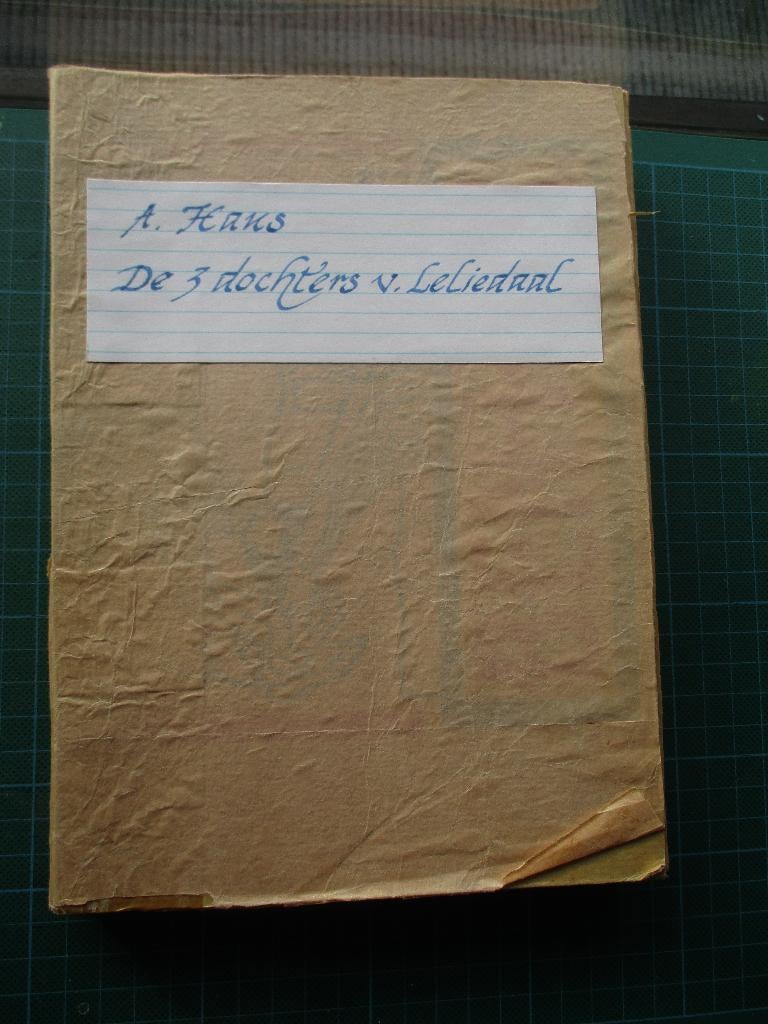 A. Hans
De 3 dochters v. Leliedaal